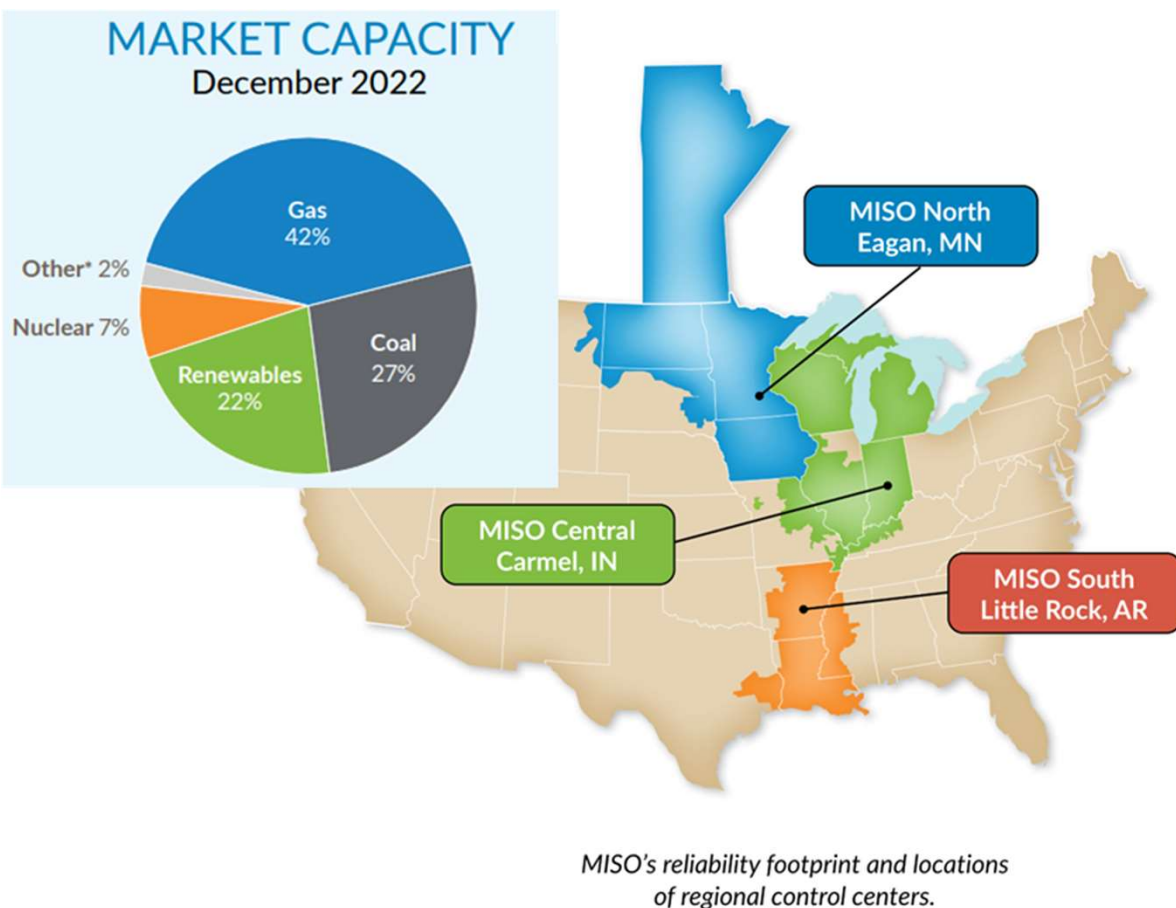 MARKET CAPACITY
December 2022
Gas
42%
Other* 2%
Nuclear 7%
Coal
27%
Renewables
22%
MISO North
Eagan, MN
MISO Central
Carmel, IN
MISO South
Little Rock, AR
MISO's reliability footprint and locations
of regional control centers.